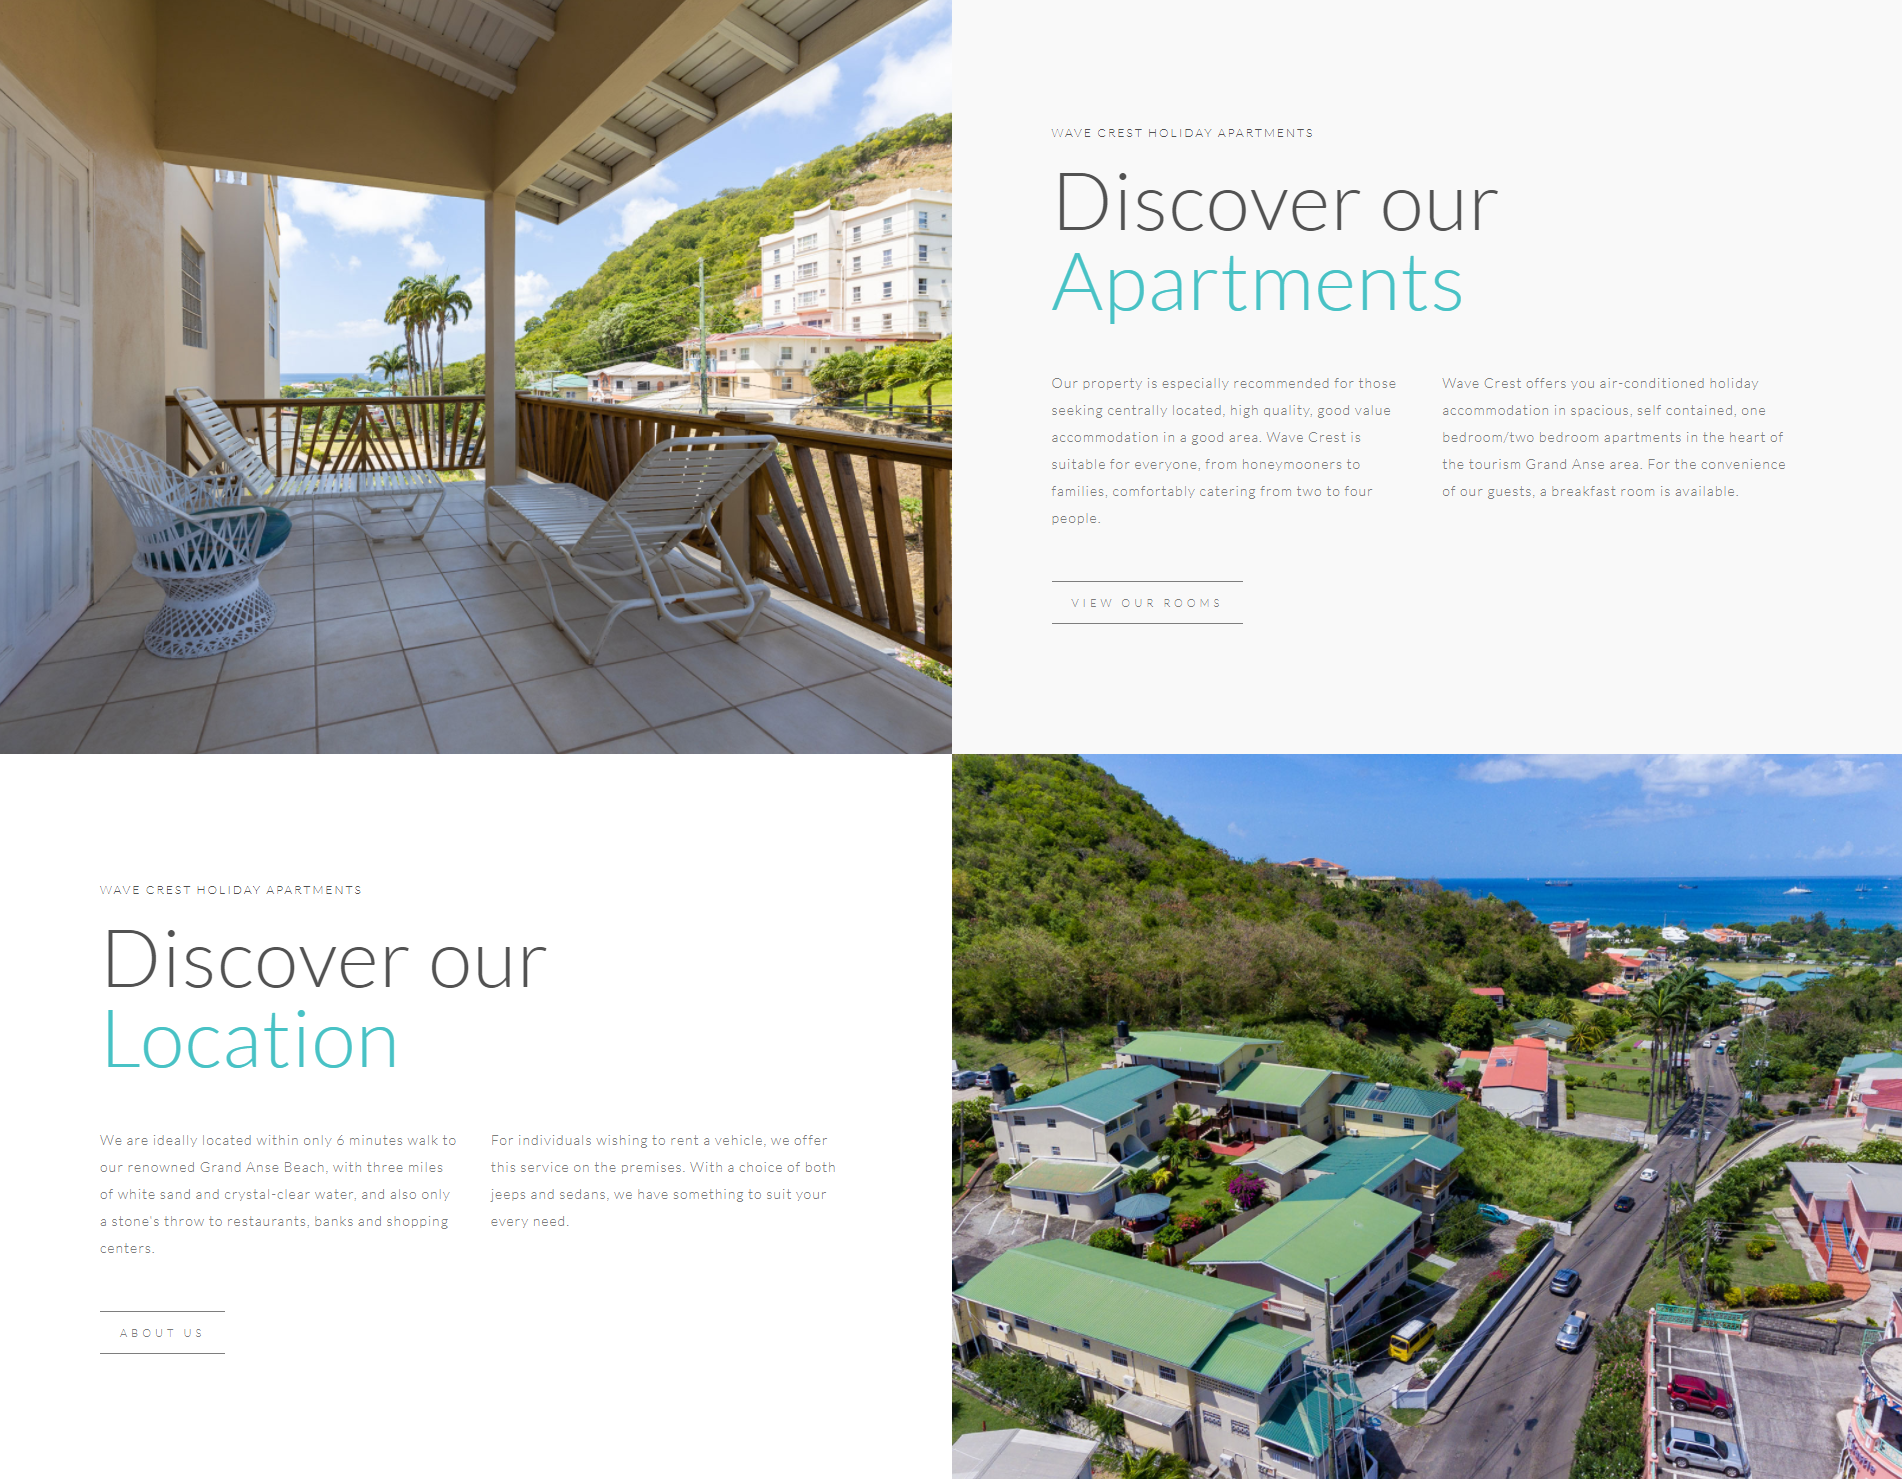 WAVE CREST HOLIDAY APARTMENTS
Discover our
Apartments
Our property is especially recommended for those
seeking centrally located, high quality, good value
accommodation in a good area. Wave Crest is
suitable for everyone, from honeymooners to
families, comfortably catering from two to four
people.
Wave Crest offers you air-conditioned holiday
accommodation in spacious, self contained, one
bedroom/two bedroom apartments in the heart of
the tourism Grand Anse area. For the convenience
of our guests, a breakfast room is available.
VIEW OUR ROOMS
WAVE CREST HOLIDAY APARTMENTS
Discover our
Location
We are ideally located within only 6 minutes walk to
our renowned Grand Anse Beach, with three miles
of white sand and crystal-clear water, and also only
a stone's throw to restaurants, banks and shopping
centers.
For individuals wishing to rent a vehicle, we offer
this service on the premises. With a choice of both
jeeps and sedans, we have something to suit your
every need.
ABOUT US